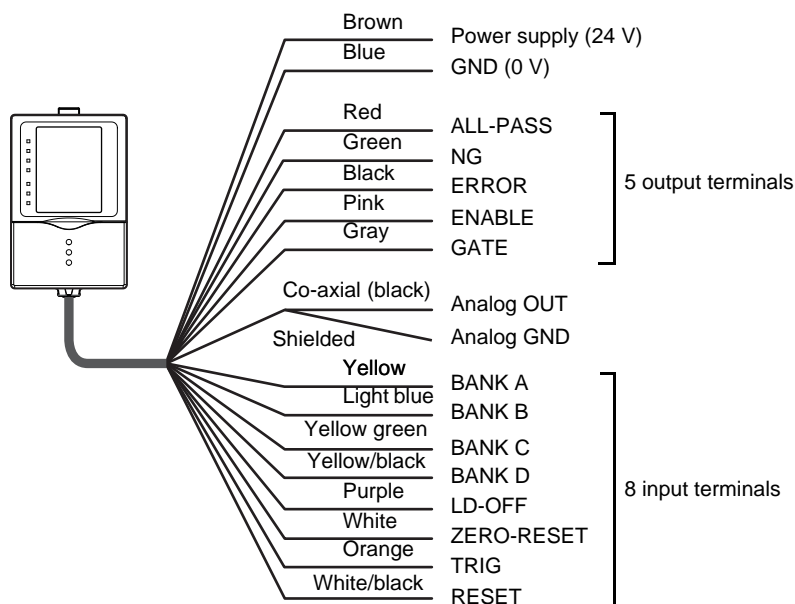 Brown
Power supply (24 V)
Blue
GND (0 V)
Red
ALL-PASS
Green
NG
Black
ERROR
Pink
ENABLE
Gray
GATE
5 output terminals
Co-axial (black)
Analog OUT
Shielded
Analog GND
Yellow
BANK A
Light blue
BANK B
Yellow green
BANK C
Yellow/black
BANK D
Purple
LD-OFF
White
ZERO-RESET
Orange
TRIG
White/black
RESET
8 input terminals